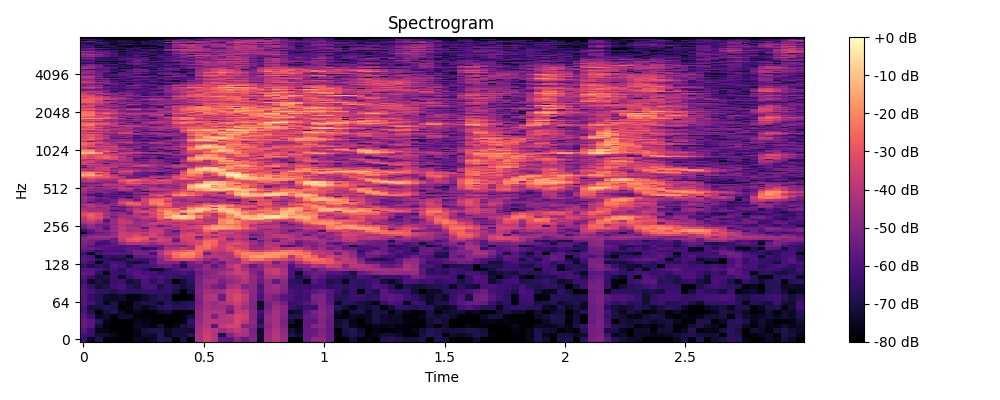 Spectrogram
4096
2048
1024
512
256
128
64
0
Hz
0
0.5
1
1.5
2
2.5
Time
+0 dB
-10 dB
-20 dB
-30 dB
-40 dB
-50 dB
-60 dB
-70 dB
-80 dB